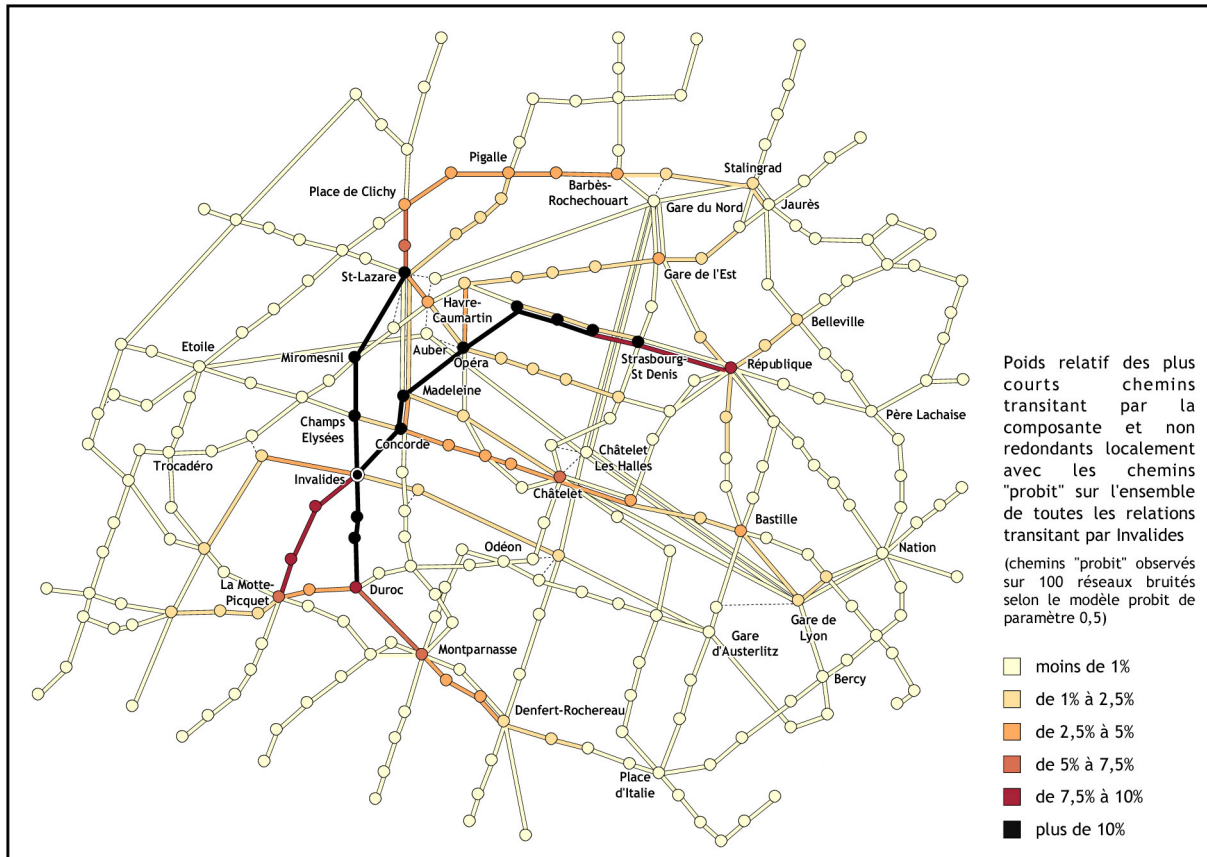 Pigalle
Stalingrad
Place de Clichy
Barbès-
Rochechouart
Gare du Nord
Jaurès
St-Lazare
Gare de l'Est
Havre-
Caumartin
Belleville
Etoile
Miromesnil
Auber
Opéra
Strasbourg-
St Denis
République
Madeleine
Père Lachaise
Champs
Elysées
Concorde
Trocadéro
Châtelet
Les Halles
Invalides
Châtelet
Bastille
Odéon
Nation
La Motte-
Picquet
Duroc
Gare de
Lyon
Gare
d'Austerlitz
Montparnasse
Bercy
Denfert-Rochereau
Place
d'Italie
Poids relatif des plus
courts chemins
transitant par la
composante et non
redondants localement
avec les chemins
"probit" sur l'ensemble
de toutes les relations
transitant par Invalides
(chemins "probit" observés
sur 100 réseaux bruités
selon le modèle probit de
paramètre 0,5)
moins de 1%
de 1% à 2,5%
de 2,5% à 5%
de 5% à 7,5%
de 7,5% à 10%
plus de 10%